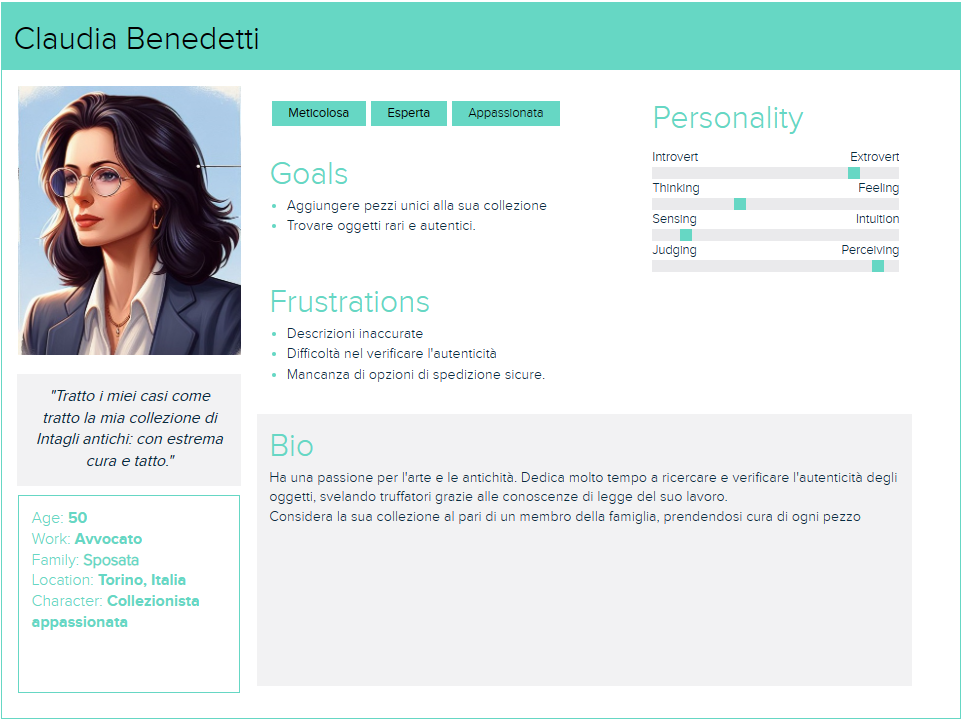 Claudia Benedetti
Meticolosa Esperta Appassionata
Goals
Aggiungere pezzi unici alla sua collezione
Trovare oggetti rari e autentici.
Frustrations
Descrizioni inaccurate
Difficoltà nel verificare l'autenticità
Mancanza di opzioni di spedizione sicure.
Personality
Introvert Extrovert
Thinking Feeling
Sensing Intuition
Judging Perceiving
"Tratto i miei casi come
tratto la mia collezione di
Intagli antichi: con estrema
cura e tatto."
Age: 50
Work: Avvocato
Family: Sposata
Location: Torino, Italia
Character: Collezionista
appassionata
Bio
Ha una passione per l'arte e le antichità. Dedica molto tempo a ricercare e verificare l'autenticità degli
oggetti, svelando truffatori grazie alle conoscenze di legge del suo lavoro.
Considera la sua collezione al pari di un membro della famiglia, prendendosi cura di ogni pezzo